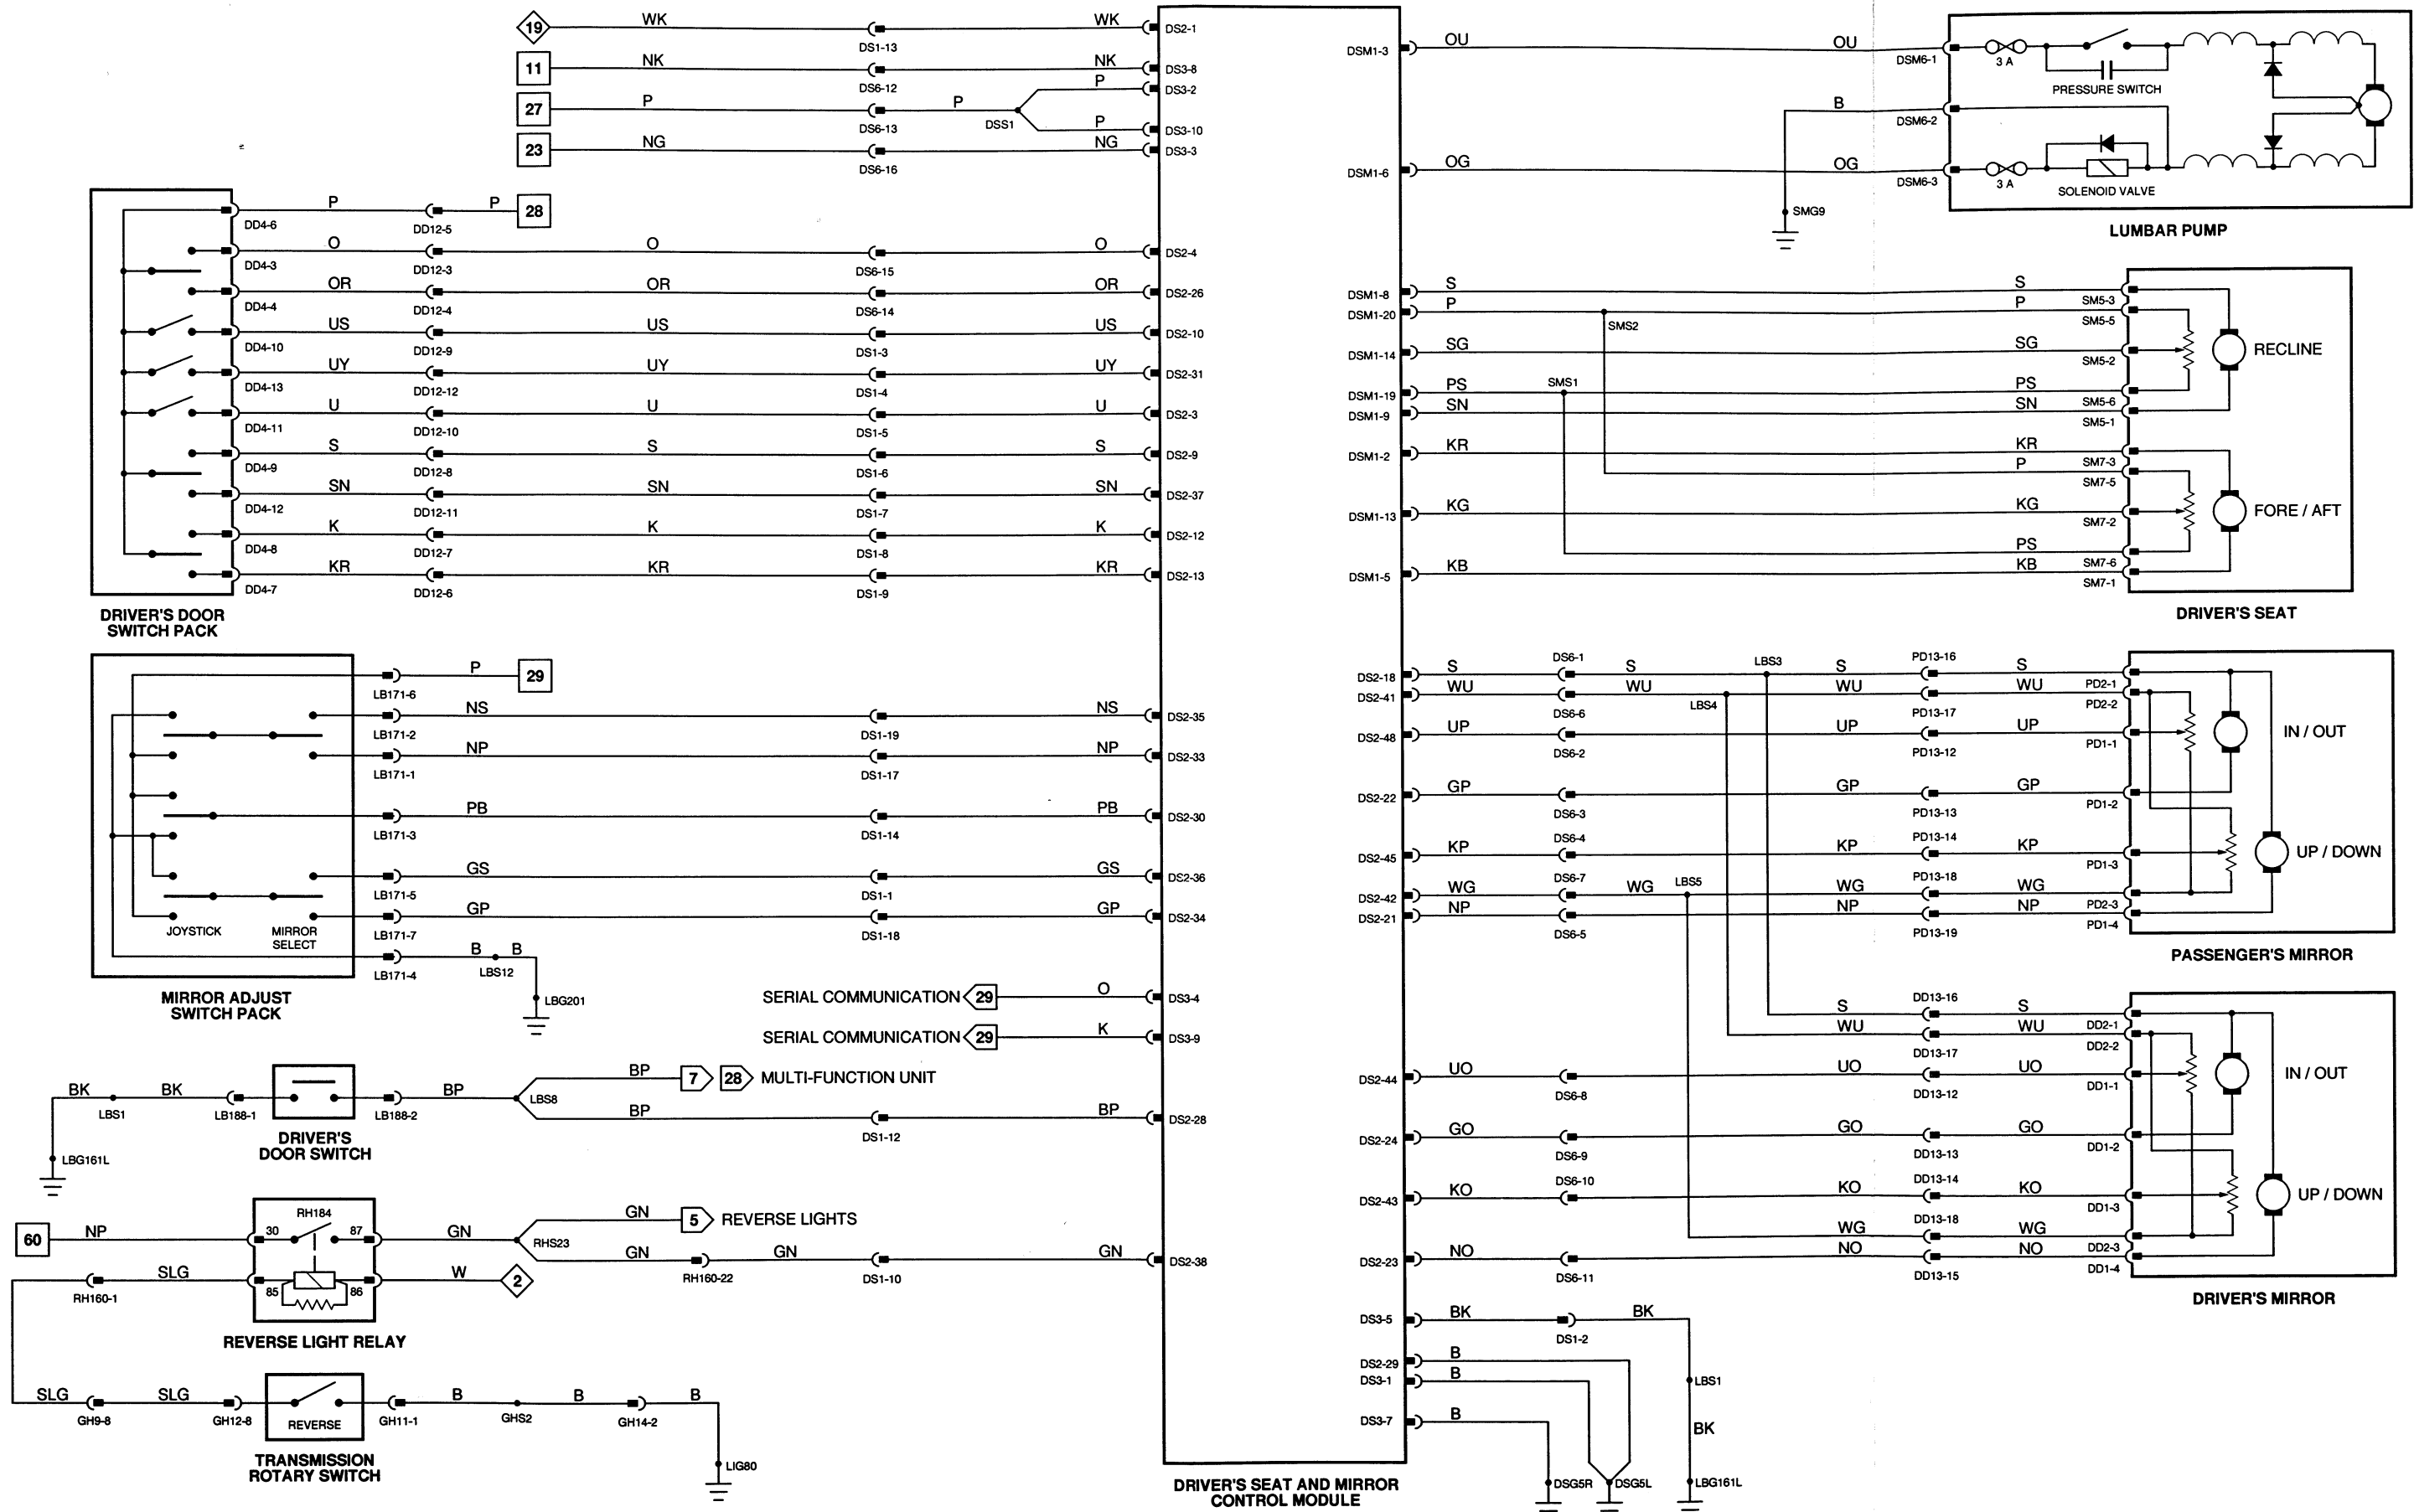 19 WK DS1-13 WK DS2-1
11 NK DS6-12 NK DS3-8
27 P DS6-13 P DSS1 P DS3-2
P DS3-10
23 NG DS6-16 NG DS3-3
DD4-6 P DD12-5 P 28
DD4-3 O DD12-3 O DS6-15 O DS2-4
DD4-4 OR DD12-4 OR DS6-14 OR DS2-26
DD4-10 US DD12-9 US DS1-3 US DS2-10
DD4-13 UY DD12-12 UY DS1-4 UY DS2-31
DD4-11 U DD12-10 U DS1-5 U DS2-3
DD4-9 S DD12-8 S DS1-6 S DS2-9
DD4-12 SN DD12-11 SN DS1-7 SN DS2-37
DD4-8 K DD12-7 K DS1-8 K DS2-12
DD4-7 KR DD12-6 KR DS1-9 KR DS2-13
DRIVER'S DOOR
SWITCH PACK
LB171-6 P 29
LB171-2 NS DS1-19 NS DS2-35
LB171-1 NP DS1-17 NP DS2-33
LB171-3 PB DS1-14 PB DS2-30
LB171-5 GS DS1-1 GS DS2-36
LB171-7 GP DS1-18 GP DS2-34
JOYSTICK
MIRROR
SELECT
LB171-4 B LBS12 B LBG201
MIRROR ADJUST
SWITCH PACK
SERIAL COMMUNICATION 29 O DS3-4
SERIAL COMMUNICATION 29 K DS3-9
BK LBS1 BK LB188-1 LB188-2 BP LBS8
LBG161L
BP 7 28 MULTI-FUNCTION UNIT
BP DS1-12 BP DS2-28
DRIVER'S
DOOR SWITCH
60 NP 30 RH184 87 GN RHS23
GN 5 REVERSE LIGHTS
GN RH160-22 GN DS1-10 GN DS2-38
RH160-1 SLG 85 86 W 2
REVERSE LIGHT RELAY
SLG GH9-8 SLG GH12-8 REVERSE GH11-1 B GHS2 B GH14-2 B LIG80
TRANSMISSION
ROTARY SWITCH
DRIVER'S SEAT AND MIRROR
CONTROL MODULE
DSM1-3 OU OU DSM6-1 3 A
PRESSURE SWITCH
B DSM6-2
SMG9
DSM1-6 OG OG DSM6-3 3 A
SOLENOID VALVE
LUMBAR PUMP
DSM1-8 S S SM5-3
DSM1-20 P SMS2 P SM5-5
DSM1-14 SG SG SM5-2
RECLINE
DSM1-19 PS SMS1 PS SM5-6
DSM1-9 SN SN SM5-1
DSM1-2 KR KR SM7-3
P SM7-5
DSM1-13 KG KG SM7-2
FORE / AFT
PS SM7-6
DSM1-5 KB KB SM7-1
DRIVER'S SEAT
DS2-18 S DS6-1 S LBS3 S PD13-16 S PD2-1
DS2-41 WU DS6-6 WU LBS4 WU PD13-17 WU PD2-2
DS2-48 UP DS6-2 UP PD13-12 UP PD1-1
IN / OUT
DS2-22 GP DS6-3 GP PD13-13 GP PD1-2
DS2-45 KP DS6-4 KP PD13-14 KP PD1-3
UP / DOWN
DS2-42 WG DS6-7 WG LBS5 WG PD13-18 WG PD2-3
DS2-21 NP DS6-5 NP PD13-19 NP PD1-4
PASSENGER'S MIRROR
S DD13-16 S DD2-1
WU DD13-17 WU DD2-2
DS2-44 UO DS6-8 UO DD13-12 UO DD1-1
IN / OUT
DS2-24 GO DS6-9 GO DD13-13 GO DD1-2
DS2-43 KO DS6-10 KO DD13-14 KO DD1-3
UP / DOWN
WG DD13-18 WG DD2-3
DS2-23 NO DS6-11 NO DD13-15 NO DD1-4
DRIVER'S MIRROR
DS3-5 BK DS1-2 BK
DS2-29 B
DS3-1 B
LBS1
DS3-7 B
BK
DSG5R DSG5L LBG161L